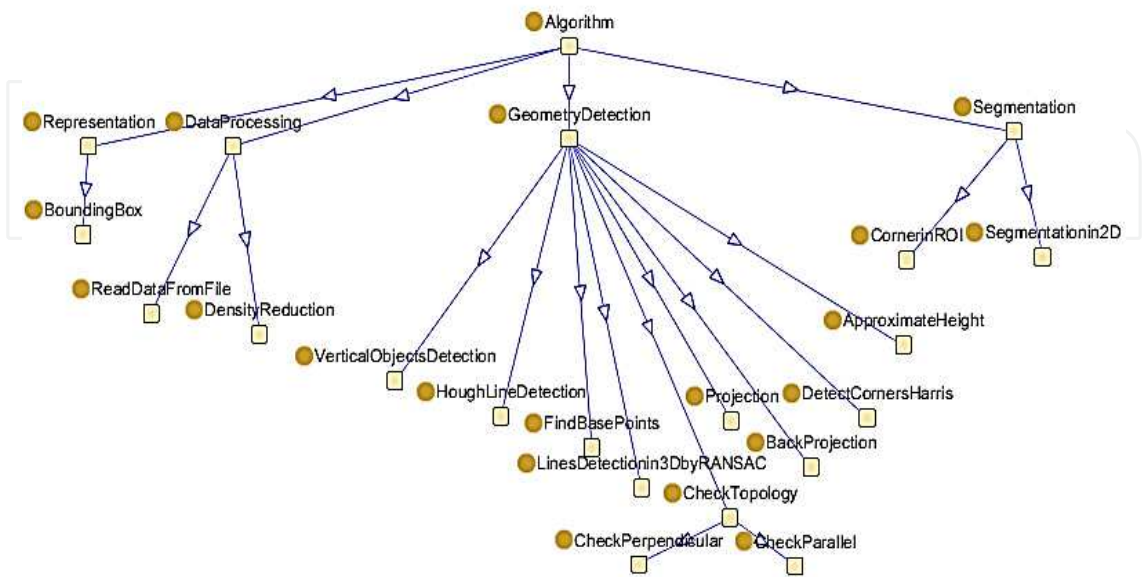 Algorithm
Representation
DataProcessing
GeometryDetection
Segmentation
BoundingBox
CornerinROI
Segmentationin2D
ReadDataFromFile
DensityReduction
ApproximateHeight
VerticalObjectsDetection
HoughLineDetection
Projection
DetectCornersHarris
FindBasePoints
BackProjection
LinesDetectionin3DbyRANSAC
CheckTopology
CheckPerpendicular
CheckParallel